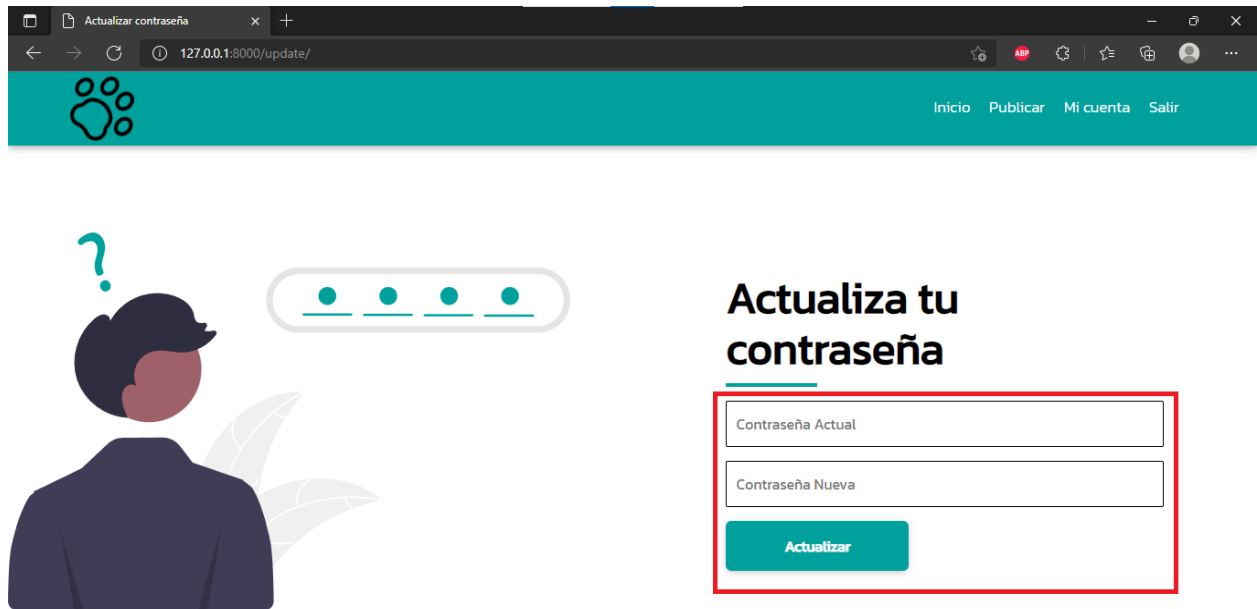 Actualizar contraseña
127.0.0.1:8000/update/
ABP
Inicio Publicar Mi cuenta Salir
?
Actualiza tu
contraseña
Contraseña Actual
Contraseña Nueva
Actualizar